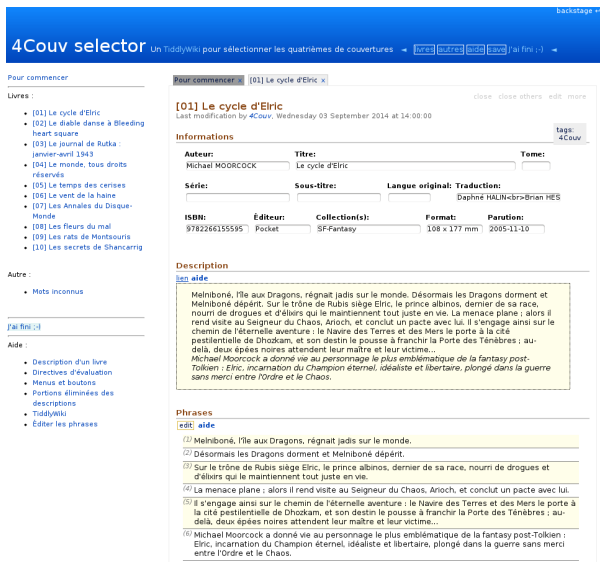 backstage
4Couv selector Un TiddlyWiki pour sélectionner les quatrièmes de couvertures ◄ livres autres aide save J'ai fini ;-) ◄
Pour commencer
Livres :
[01] Le cycle d'Elric
[02] Le diable danse à Bleeding
heart square
[03] Le journal de Rutka :
janvier-avril 1943
[04] Le monde, tous droits
réservés
[05] Le temps des cerises
[06] Le vent de la haine
[07] Les Annales du Disque-
Monde
[08] Les fleurs du mal
[09] Les rats de Montsouris
[10] Les secrets de Shancarrig
Autre :
Mots inconnus
J'ai fini ;-)
Aide :
Description d'un livre
Directives d'évaluation
Menus et boutons
Portions éliminées des
descriptions
TiddlyWiki
Éditer les phrases
Pour commencer x [01] Le cycle d'Elric x
close close others edit more
[01] Le cycle d'Elric
Last modification by 4Couv, Wednesday 03 September 2014 at 14:00:00
tags:
4Couv
Informations
Auteur: Titre: Tome:
Michael MOORCOCK Le cycle d'Elric
Série: Sous-titre: Langue original: Traduction:
Daphné HALIN<br>Brian HES
ISBN: Éditeur: Collection(s): Format: Parution:
9782266155595 Pocket SF-Fantasy 108 x 177 mm 2005-11-10
Description
lien aide
Melniboné, l'île aux Dragons, régnait jadis sur le monde. Désormais les Dragons dorment et
Melniboné dépérit. Sur le trône de Rubis siège Elric, le prince albinos, dernier de sa race,
nourri de drogues et d'élixirs qui le maintiennent tout juste en vie. La menace plane ; alors il
rend visite au Seigneur du Chaos, Arioch, et conclut un pacte avec lui. Il s'engage ainsi sur le
chemin de l'éternelle aventure : le Navire des Terres et des Mers le porte à la cité
pestilentielle de Dhozkam, et son destin le pousse à franchir la Porte des Ténèbres ; au-
delà, deux épées noires attendent leur maître et leur victime...
Michael Moorcock a donné vie au personnage le plus emblématique de la fantasy post-
Tolkien : Elric, incarnation du Champion éternel, idéaliste et libertaire, plongé dans la guerre
sans merci entre l'Ordre et le Chaos.
Phrases
edit aide
(1) Melniboné, l'île aux Dragons, régnait jadis sur le monde.
(2) Désormais les Dragons dorment et Melniboné dépérit.
(3) Sur le trône de Rubis siège Elric, le prince albinos, dernier de sa race, nourri de drogues et
d'élixirs qui le maintiennent tout juste en vie.
(4) La menace plane ; alors il rend visite au Seigneur du Chaos, Arioch, et conclut un pacte avec lui.
(5) Il s'engage ainsi sur le chemin de l'éternelle aventure : le Navire des Terres et des Mers le porte à
la cité pestilentielle de Dhozkam, et son destin le pousse à franchir la Porte des Ténèbres ; au-
delà, deux épées noires attendent leur maître et leur victime...
(6) Michael Moorcock a donné vie au personnage le plus emblématique de la fantasy post-Tolkien :
Elric, incarnation du Champion éternel, idéaliste et libertaire, plongé dans la guerre sans merci
entre l'Ordre et le Chaos.